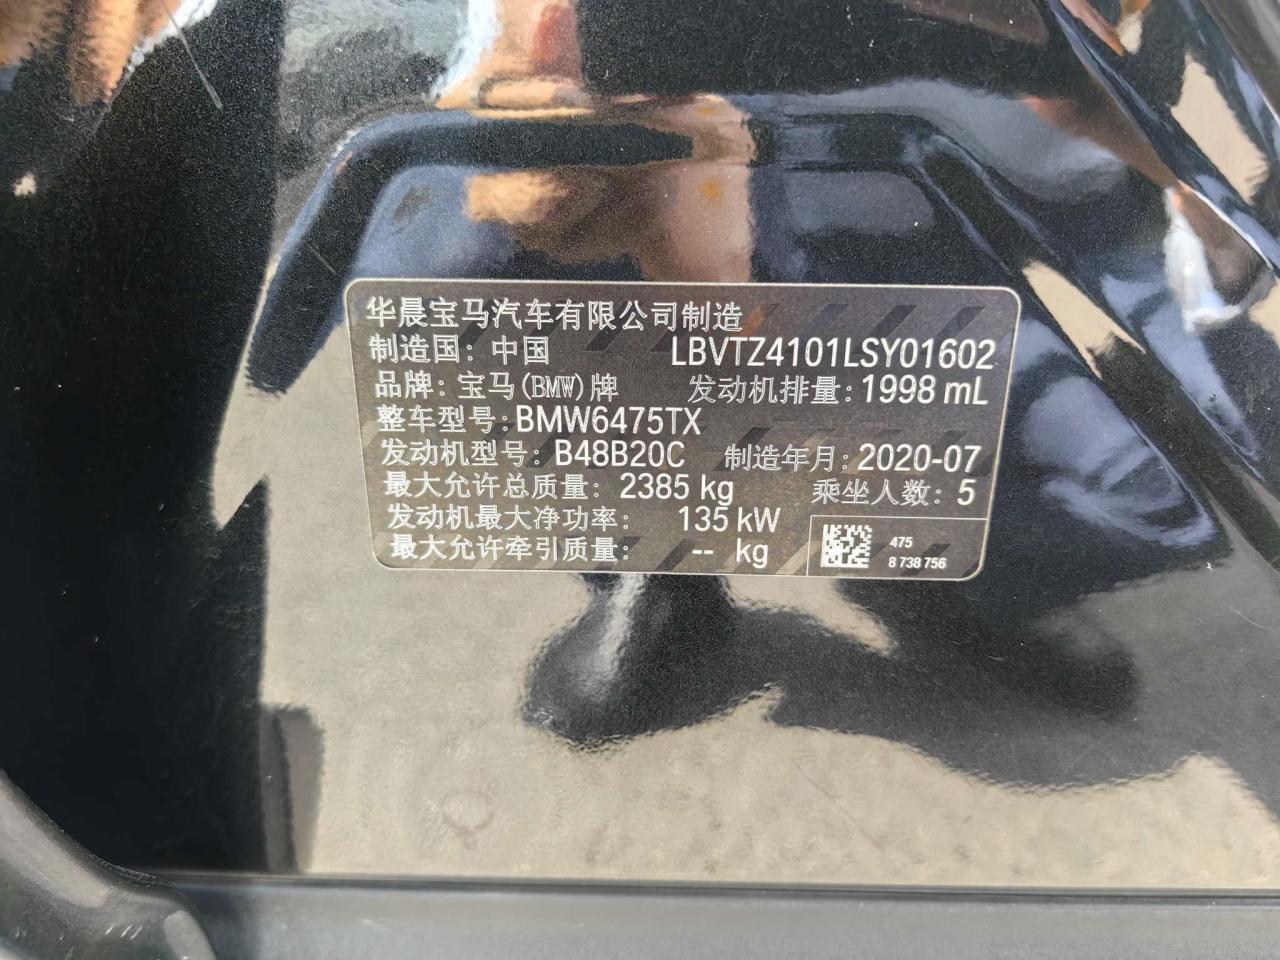 华晨宝马汽车有限公司制造
制造国: 中国 LBVTZ4101LSY01602
品牌: 宝马(BMW)牌 发动机排量: 1998 mL
整车型号: BMW6475TX
发动机型号: B48B20C 制造年月: 2020-07
最大允许总质量: 2385 kg 乘坐人数: 5
发动机最大净功率: 135 kW
最大允许牵引质量: -- kg
475
8 738 756